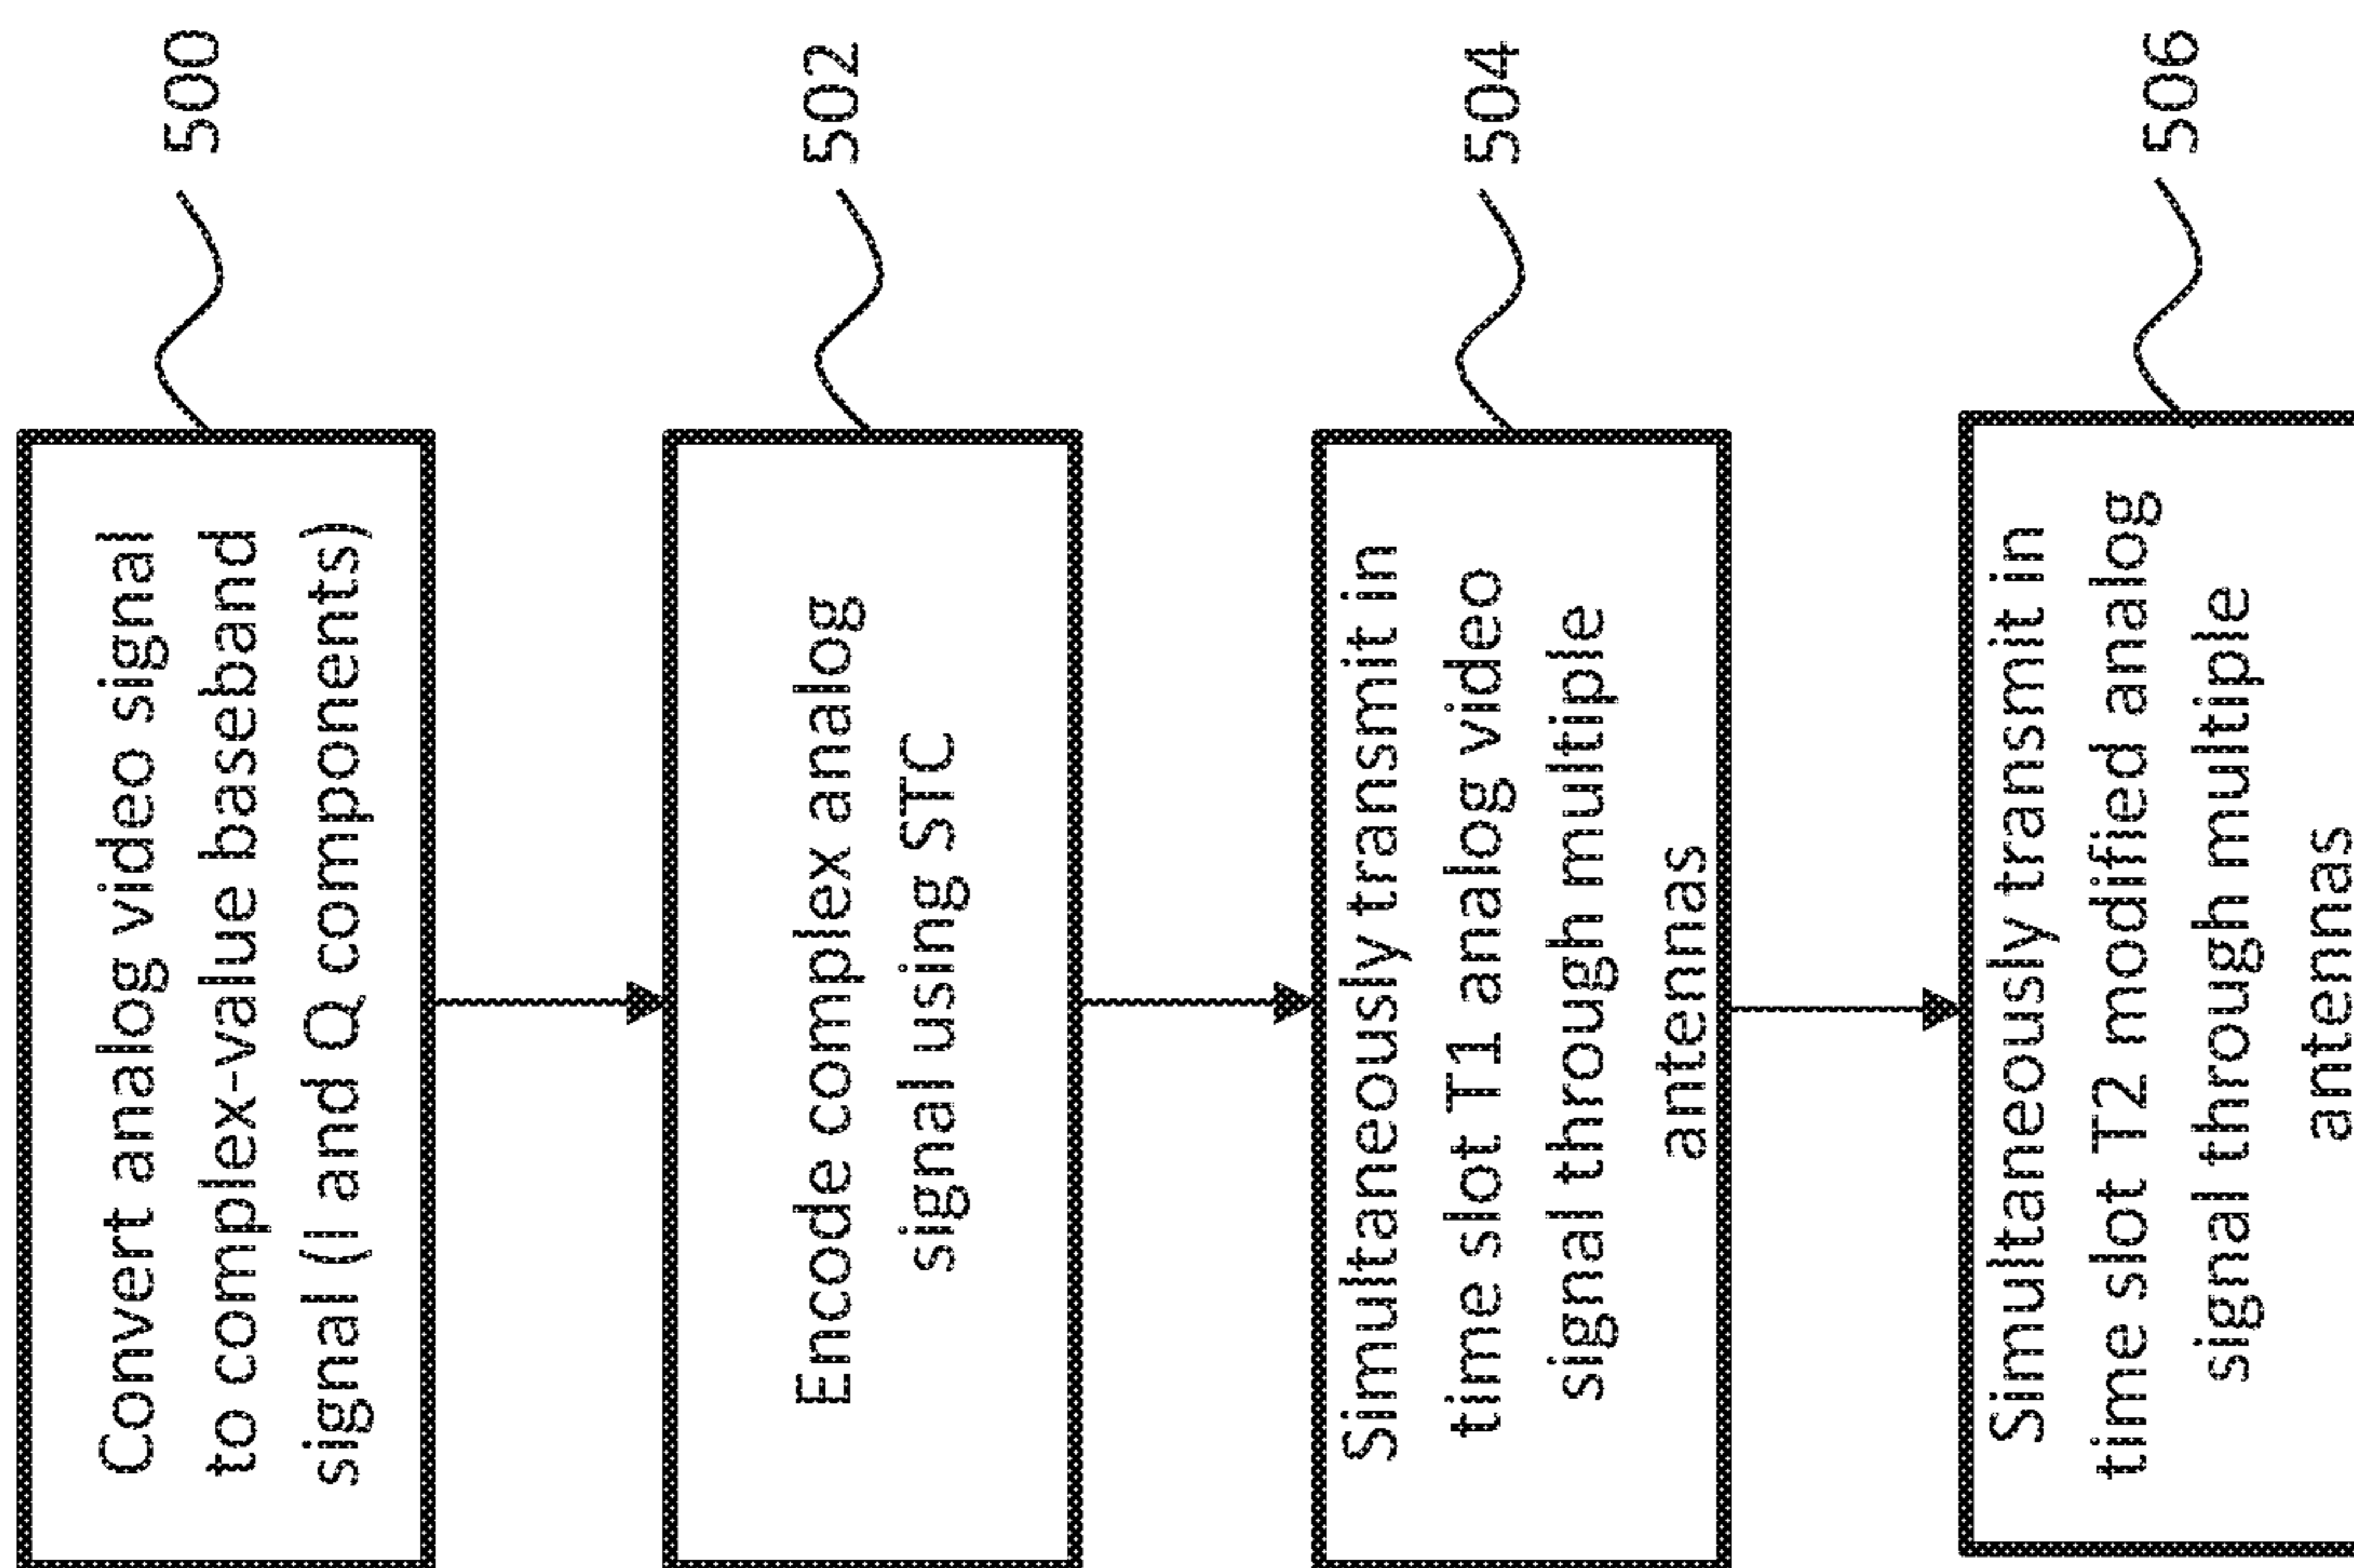 Convert analog video signal
to complex-value baseband
signal (I and Q components)
500
Encode complex analog
signal using STC
502
Simultaneously transmit in
time slot T1 analog video
signal through multiple
antennas
504
Simultaneously transmit in
time slot T2 modified analog
signal through multiple
antennas
506